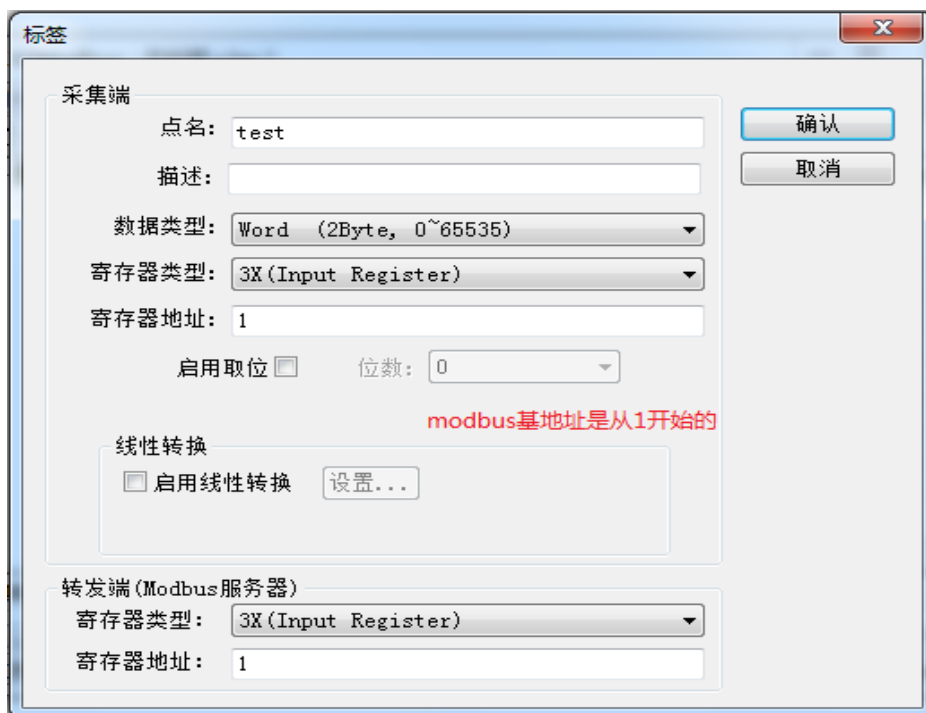 标签
采集端
点名: test
描述:
数据类型: Word (2Byte, 0~65535)
寄存器类型: 3X(Input Register)
寄存器地址: 1
启用取位 位数: 0
modbus基地址是从1开始的
线性转换
启用线性转换 设置...
转发端(Modbus服务器)
寄存器类型: 3X(Input Register)
寄存器地址: 1
确认
取消